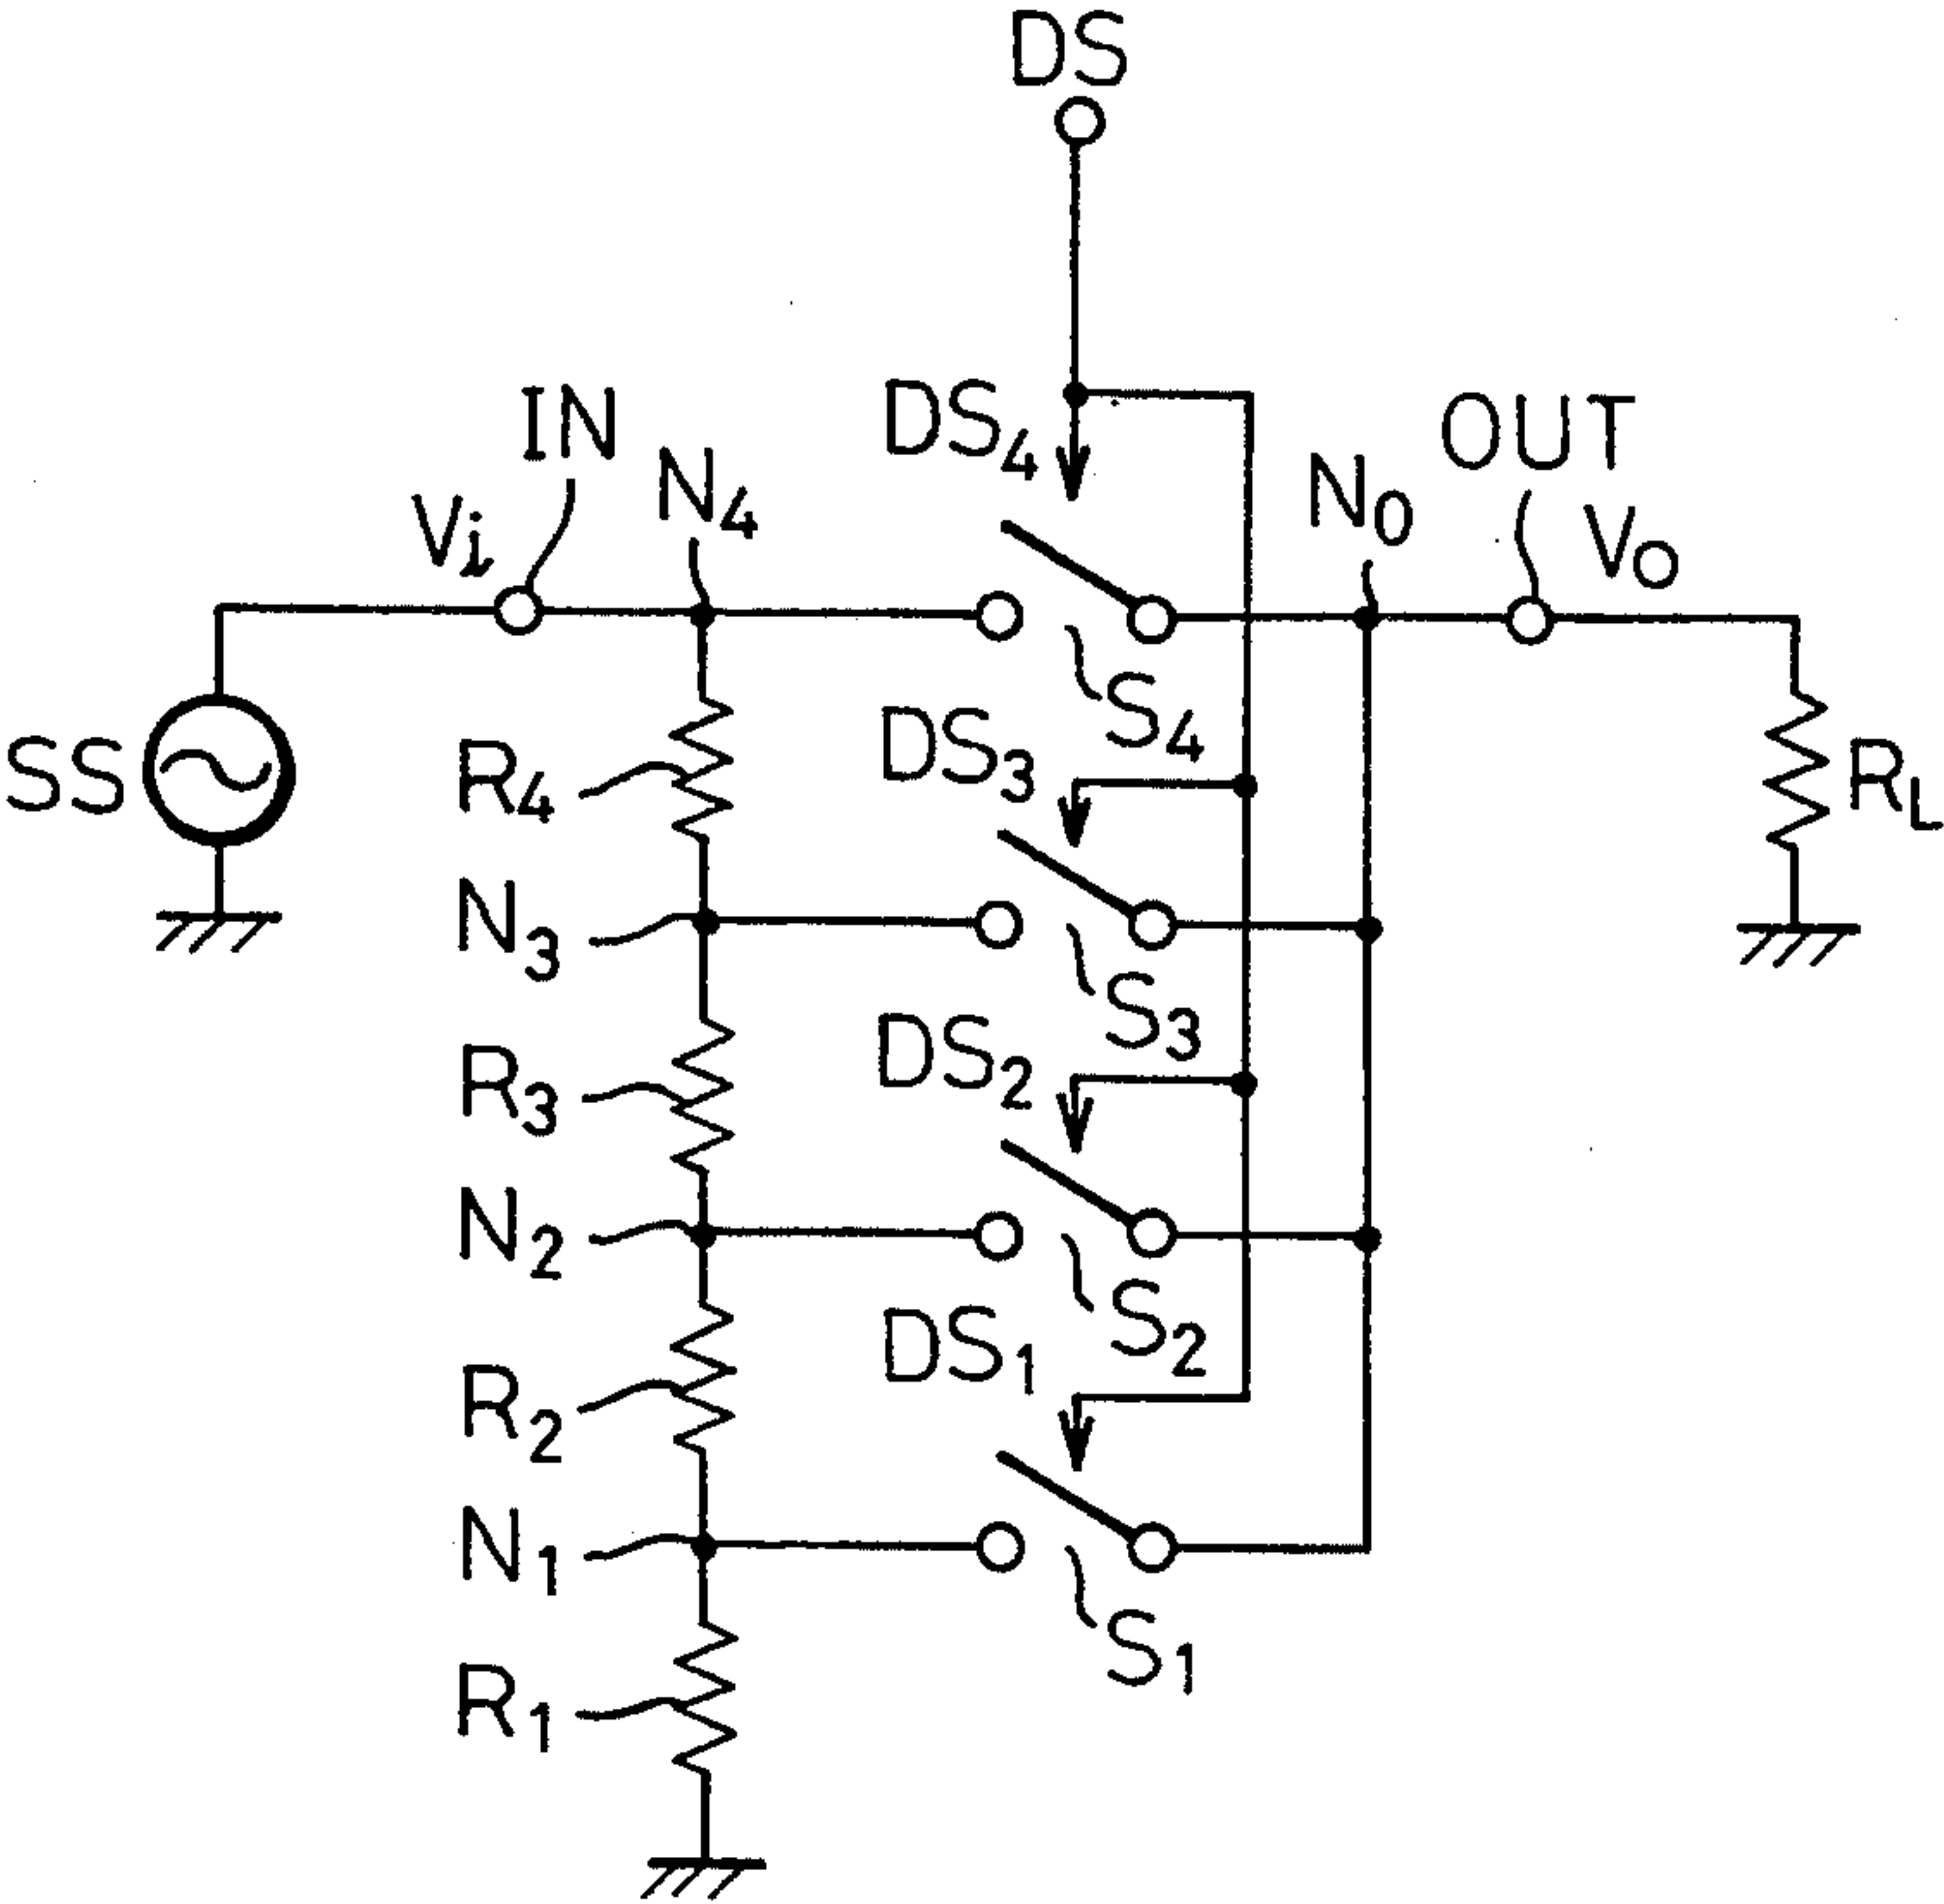 DS
IN
DS4
OUT
N4
N0
Vi
Vo
S4
DS3
SS
R4
RL
N3
S3
DS2
R3
N2
S2
DS1
R2
N1
S1
R1